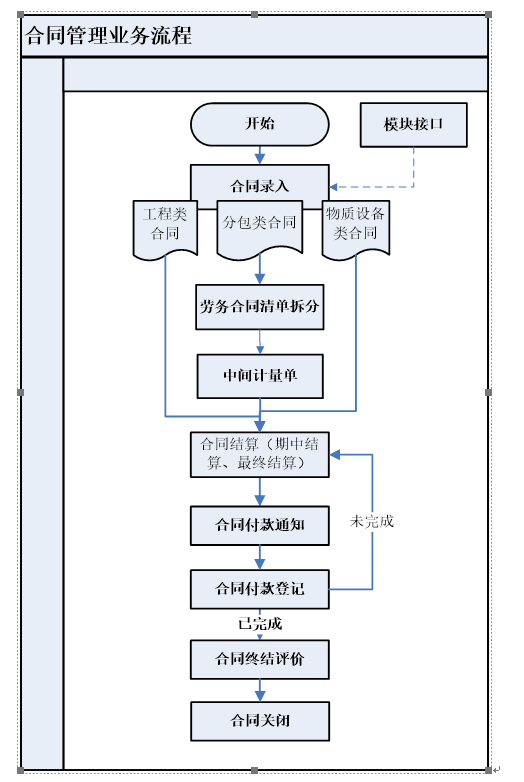 合同管理业务流程
开始
模块接口
合同录入
工程类
合同
分包类合同
物质设备
类合同
劳务合同清单拆分
中间计量单
合同结算（期中结
算、最终结算）
合同付款通知
未完成
合同付款登记
已完成
合同终结评价
合同关闭